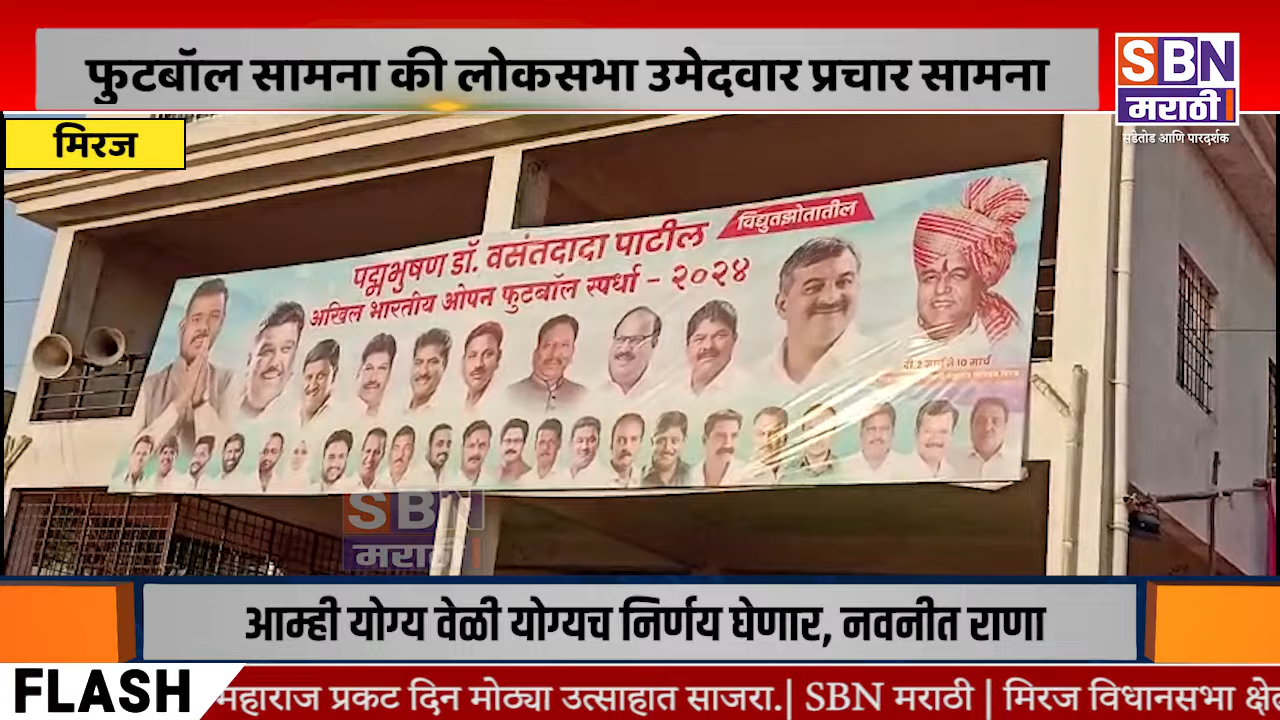 फुटबॉल सामना की लोकसभा उमेदवार प्रचार सामना
SBN
मराठी
सडेतोड आणि पारदर्शक
मिरज
पद्मभुषण डॉ. वसंतदादा पाटील
विद्युतझोतातील
अखिल भारतीय ओपन फुटबॉल स्पर्धा - २०२४
दि. 2 मार्च ते 10 मार्च
SBN
मराठी
आम्ही योग्य वेळी योग्यच निर्णय घेणार, नवनीत राणा
FLASH
महाराज प्रकट दिन मोठ्या उत्साहात साजरा.| SBN मराठी | मिरज विधानसभा क्षेत